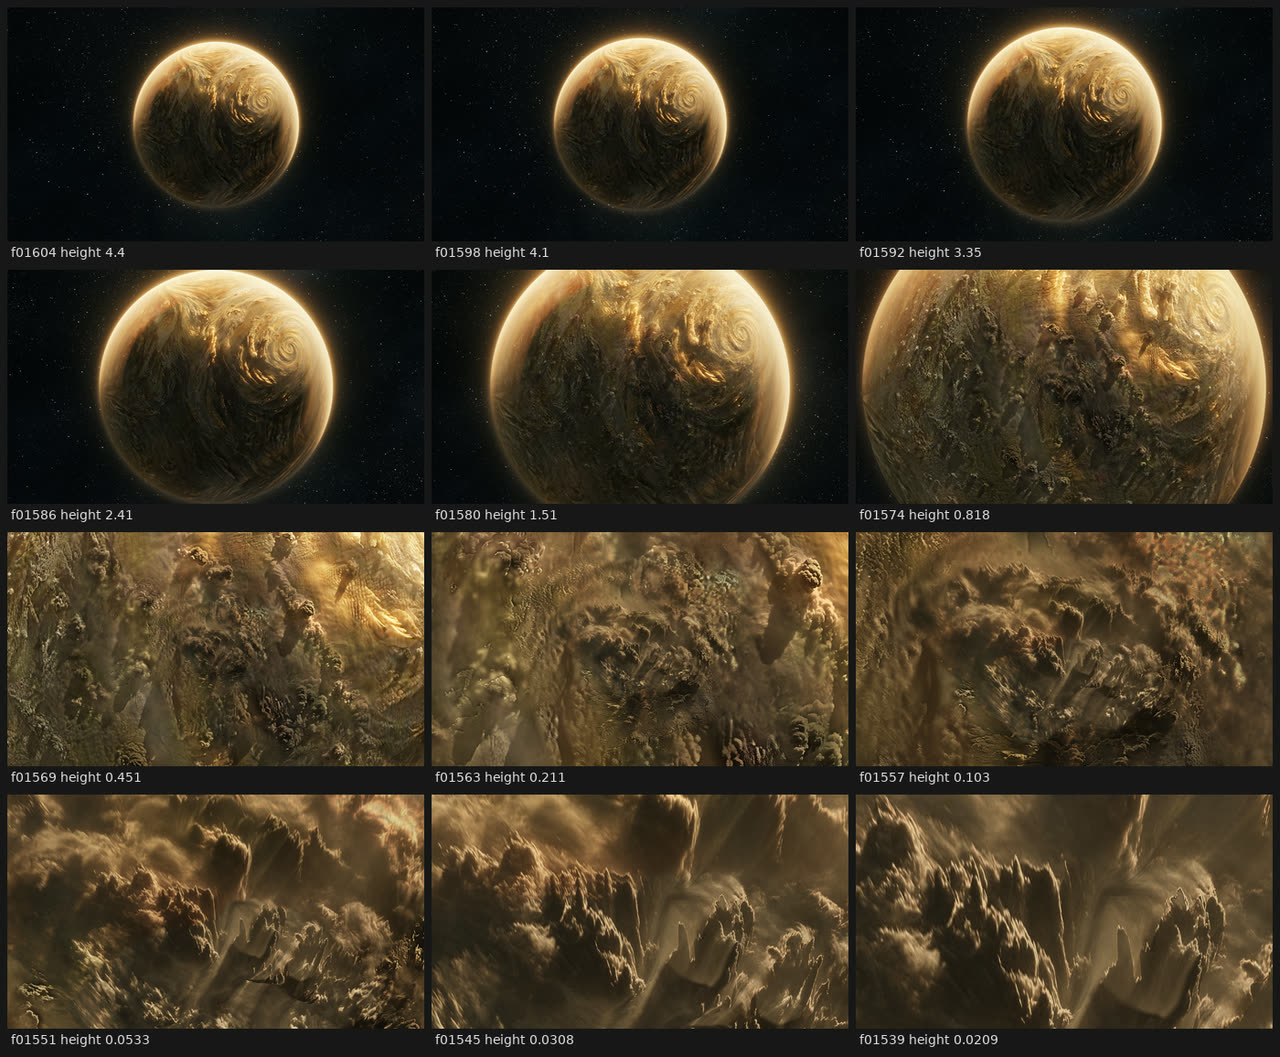 f01604 height 4.4
f01598 height 4.1
f01592 height 3.35
f01586 height 2.41
f01580 height 1.51
f01574 height 0.818
f01569 height 0.451
f01563 height 0.211
f01557 height 0.103
f01551 height 0.0533
f01545 height 0.0308
f01539 height 0.0209